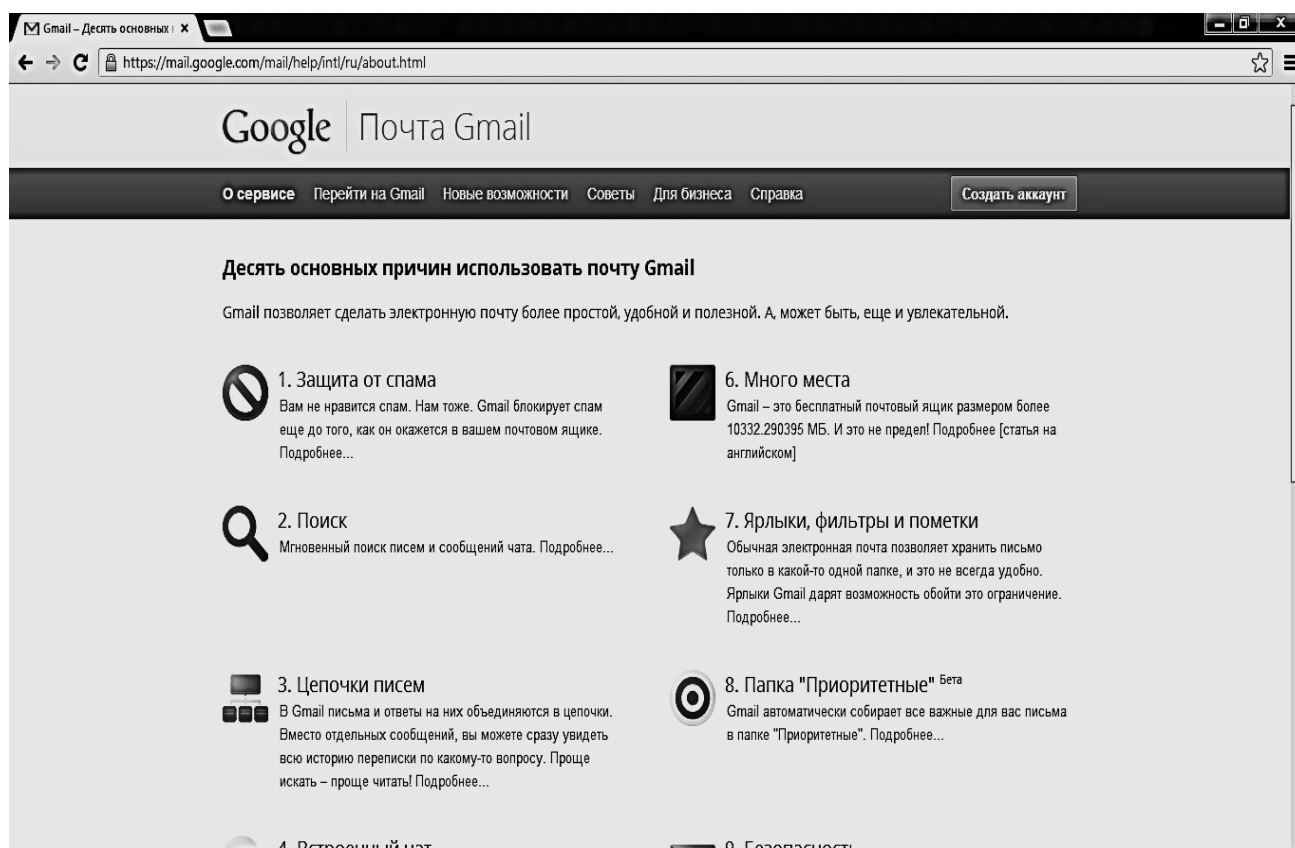 Gmail – Десять основных
https://mail.google.com/mail/help/intl/ru/about.html
Google Почта Gmail
О сервисе Перейти на Gmail Новые возможности Советы Для бизнеса Справка Создать аккаунт
Десять основных причин использовать почту Gmail
Gmail позволяет сделать электронную почту более простой, удобной и полезной. А, может быть, еще и увлекательной.
1. Защита от спама
Вам не нравится спам. Нам тоже. Gmail блокирует спам
еще до того, как он окажется в вашем почтовом ящике.
Подробнее...
6. Много места
Gmail – это бесплатный почтовый ящик размером более
10332.290395 МБ. И это не предел! Подробнее [статья на
английском]
2. Поиск
Мгновенный поиск писем и сообщений чата. Подробнее...
7. Ярлыки, фильтры и пометки
Обычная электронная почта позволяет хранить письмо
только в какой-то одной папке, и это не всегда удобно.
Ярлыки Gmail дарят возможность обойти это ограничение.
Подробнее...
3. Цепочки писем
В Gmail письма и ответы на них объединяются в цепочки.
Вместо отдельных сообщений, вы можете сразу увидеть
всю историю переписки по какому-то вопросу. Проще
искать – проще читать! Подробнее...
8. Папка "Приоритетные" Бета
Gmail автоматически собирает все важные для вас письма
в папке "Приоритетные". Подробнее...
4. Встроенный чат
9. Безопасность